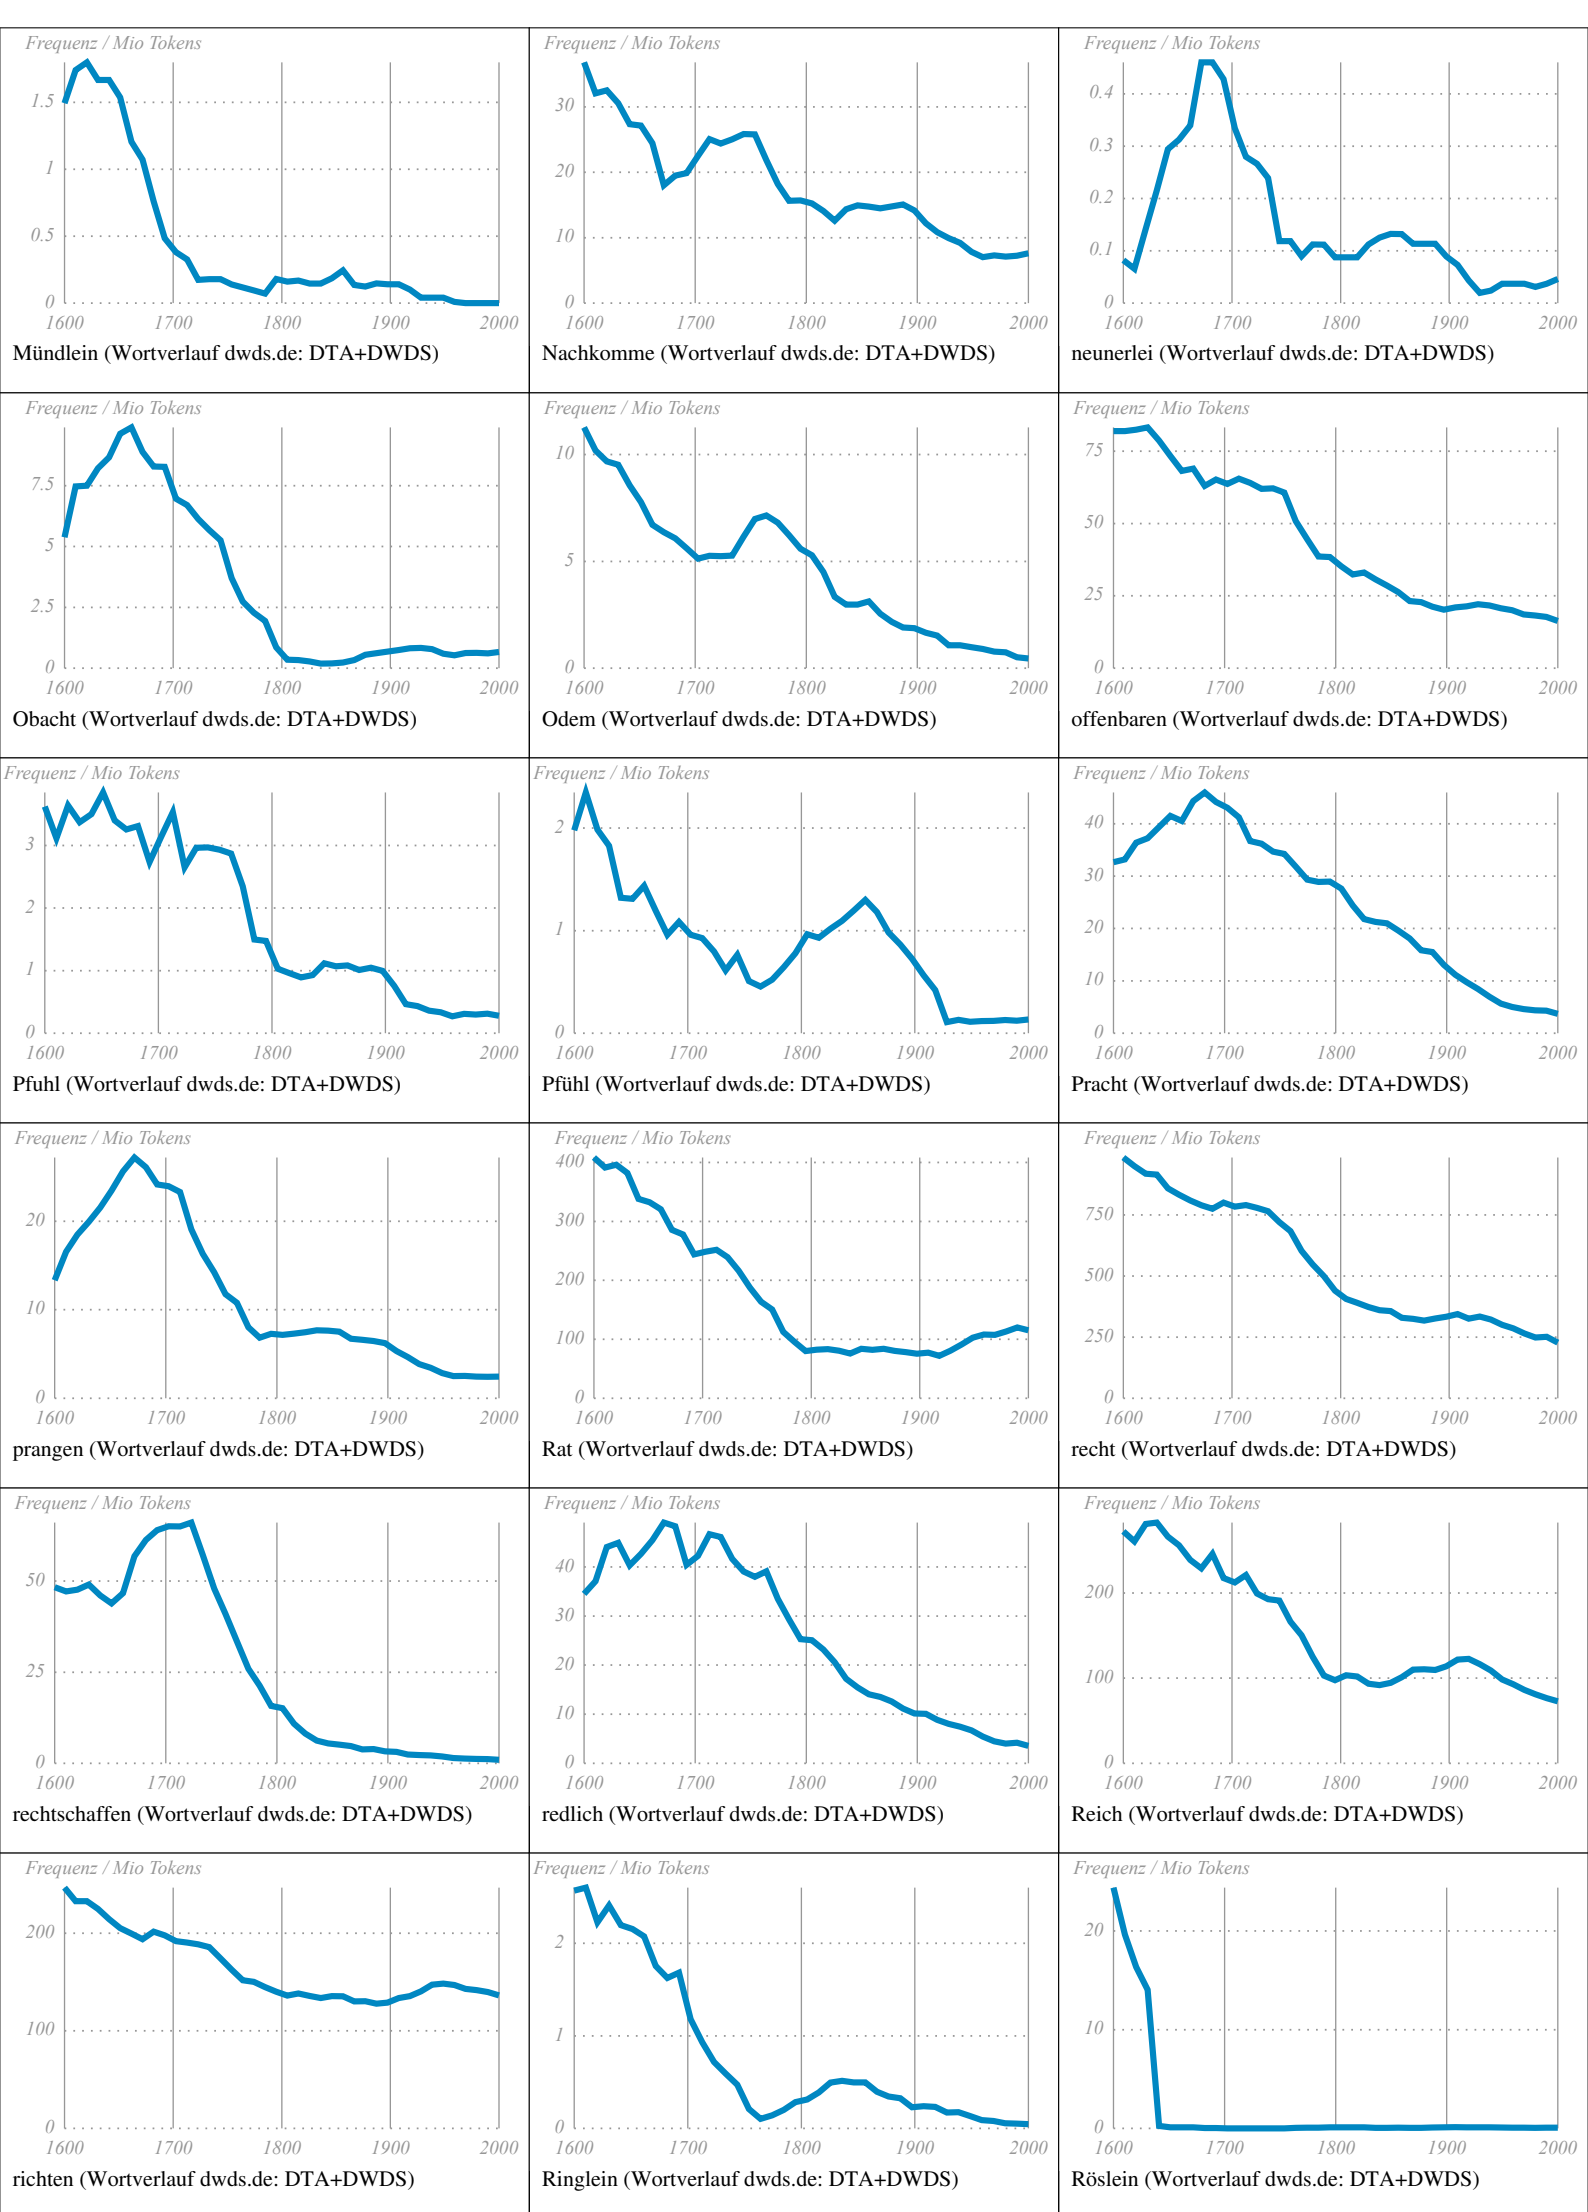 Frequenz / Mio Tokens
1.5
1
0.5
0
1600 1700 1800 1900 2000
Mündlein (Wortverlauf dwds.de: DTA+DWDS)
Frequenz / Mio Tokens
30
20
10
0
1600 1700 1800 1900 2000
Nachkomme (Wortverlauf dwds.de: DTA+DWDS)
Frequenz / Mio Tokens
0.4
0.3
0.2
0.1
0
1600 1700 1800 1900 2000
neunerlei (Wortverlauf dwds.de: DTA+DWDS)
Frequenz / Mio Tokens
7.5
5
2.5
0
1600 1700 1800 1900 2000
Obacht (Wortverlauf dwds.de: DTA+DWDS)
Frequenz / Mio Tokens
10
5
0
1600 1700 1800 1900 2000
Odem (Wortverlauf dwds.de: DTA+DWDS)
Frequenz / Mio Tokens
75
50
25
0
1600 1700 1800 1900 2000
offenbaren (Wortverlauf dwds.de: DTA+DWDS)
Frequenz / Mio Tokens
3
2
1
0
1600 1700 1800 1900 2000
Pfuhl (Wortverlauf dwds.de: DTA+DWDS)
Frequenz / Mio Tokens
2
1
0
1600 1700 1800 1900 2000
Pfühl (Wortverlauf dwds.de: DTA+DWDS)
Frequenz / Mio Tokens
40
30
20
10
0
1600 1700 1800 1900 2000
Pracht (Wortverlauf dwds.de: DTA+DWDS)
Frequenz / Mio Tokens
20
10
0
1600 1700 1800 1900 2000
prangen (Wortverlauf dwds.de: DTA+DWDS)
Frequenz / Mio Tokens
400
300
200
100
0
1600 1700 1800 1900 2000
Rat (Wortverlauf dwds.de: DTA+DWDS)
Frequenz / Mio Tokens
750
500
250
0
1600 1700 1800 1900 2000
recht (Wortverlauf dwds.de: DTA+DWDS)
Frequenz / Mio Tokens
50
25
0
1600 1700 1800 1900 2000
rechtschaffen (Wortverlauf dwds.de: DTA+DWDS)
Frequenz / Mio Tokens
40
30
20
10
0
1600 1700 1800 1900 2000
redlich (Wortverlauf dwds.de: DTA+DWDS)
Frequenz / Mio Tokens
200
100
0
1600 1700 1800 1900 2000
Reich (Wortverlauf dwds.de: DTA+DWDS)
Frequenz / Mio Tokens
200
100
0
1600 1700 1800 1900 2000
richten (Wortverlauf dwds.de: DTA+DWDS)
Frequenz / Mio Tokens
2
1
0
1600 1700 1800 1900 2000
Ringlein (Wortverlauf dwds.de: DTA+DWDS)
Frequenz / Mio Tokens
20
10
0
1600 1700 1800 1900 2000
Röslein (Wortverlauf dwds.de: DTA+DWDS)